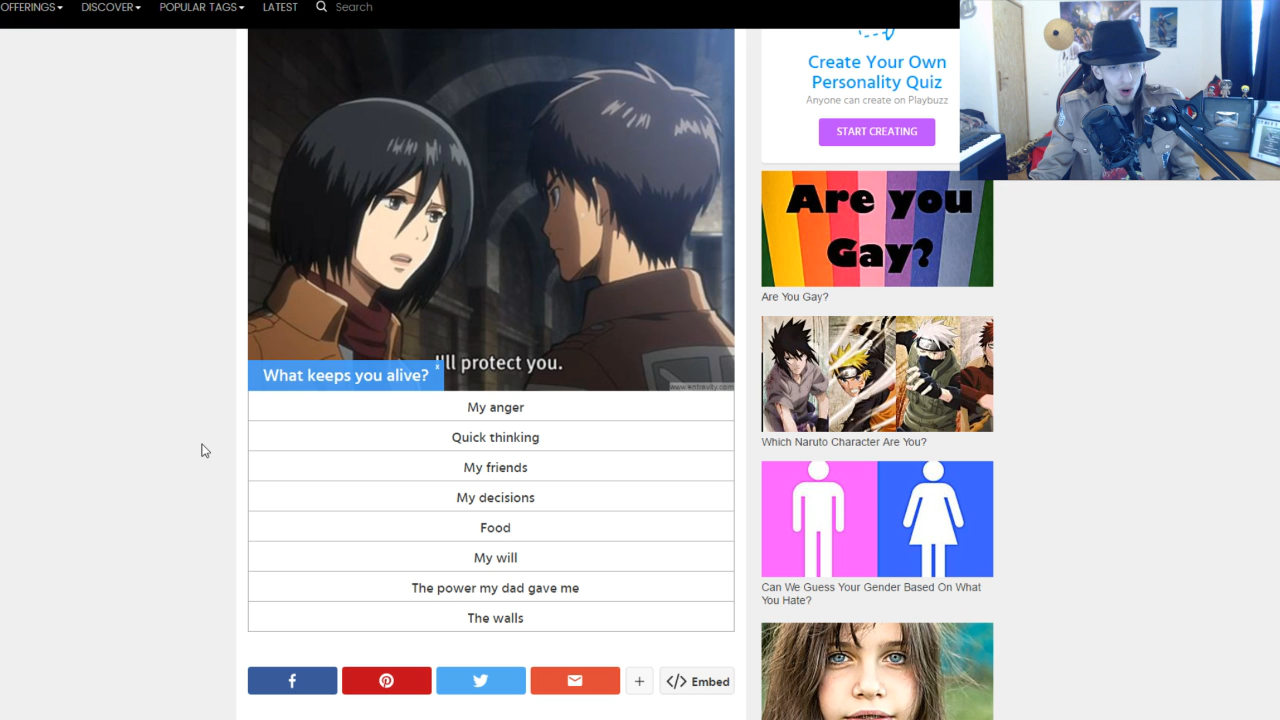 OFFERINGS
DISCOVER
POPULAR TAGS
LATEST
Search
I'll protect you.
www.entravity.com
What keeps you alive?
My anger
Quick thinking
My friends
My decisions
Food
My will
The power my dad gave me
The walls
Embed
Create Your Own
Personality Quiz
Anyone can create on Playbuzz
START CREATING
Are you
Gay?
Are You Gay?
Which Naruto Character Are You?
Can We Guess Your Gender Based On What
You Hate?